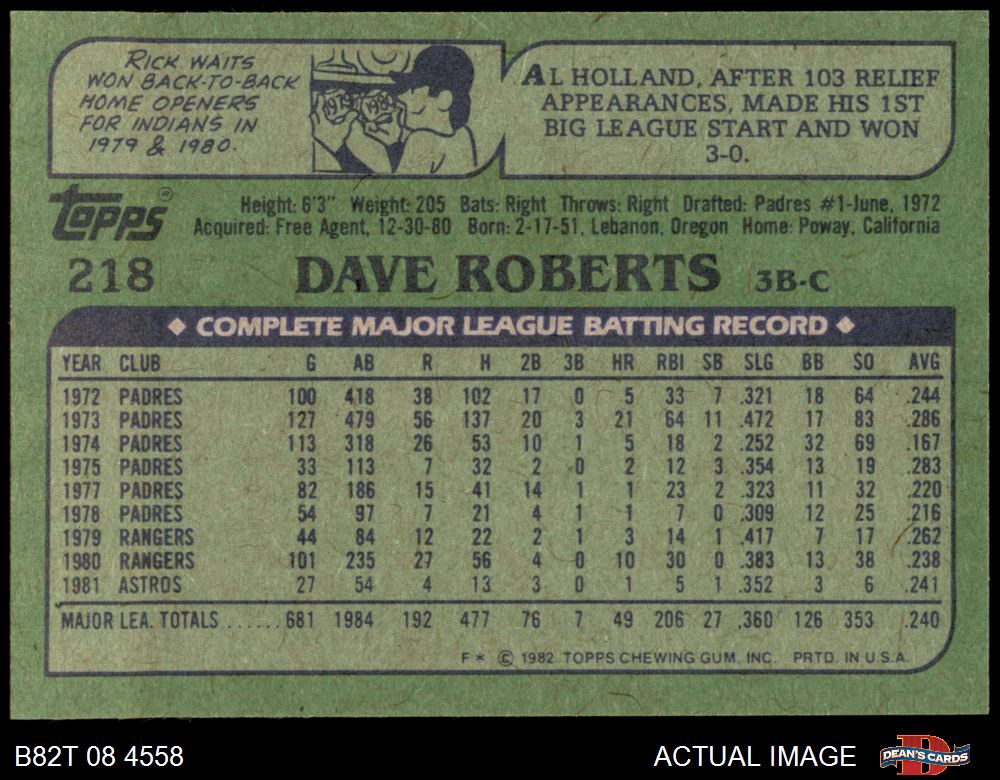 RICK WAITS
WON BACK-TO-BACK
HOME OPENERS
FOR INDIANS IN
1979 & 1980.
AL HOLLAND, AFTER 103 RELIEF
APPEARANCES, MADE HIS 1ST
BIG LEAGUE START AND WON
3-0.
TOPPS®
Height: 6'3" Weight: 205 Bats: Right Throws: Right Drafted: Padres #1-June, 1972
Acquired: Free Agent, 12-30-80 Born: 2-17-51, Lebanon, Oregon Home: Poway, California
218 DAVE ROBERTS 3B-C
◆ COMPLETE MAJOR LEAGUE BATTING RECORD ◆
YEAR CLUB G AB R H 2B 3B HR RBI SB SLG BB SO AVG
1972 PADRES 100 418 38 102 17 0 5 33 7 .321 18 64 .244
1973 PADRES 127 479 56 137 20 3 21 64 11 .472 17 83 .286
1974 PADRES 113 318 26 53 10 1 5 18 2 .252 32 69 .167
1975 PADRES 33 113 7 32 2 0 2 12 3 .354 13 19 .283
1977 PADRES 82 186 15 41 14 1 1 23 2 .323 11 32 .220
1978 PADRES 54 97 7 21 4 1 1 7 0 .309 12 25 .216
1979 RANGERS 44 84 12 22 2 1 3 14 1 .417 7 17 .262
1980 RANGERS 101 235 27 56 4 0 10 30 0 .383 13 38 .238
1981 ASTROS 27 54 4 13 3 0 1 5 1 .352 3 6 .241
MAJOR LEA. TOTALS ...... 681 1984 192 477 76 7 49 206 27 .360 126 353 .240
F* © 1982 TOPPS CHEWING GUM, INC. PRTD. IN U.S.A.
B82T 08 4558 ACTUAL IMAGE DEAN'S CARDS